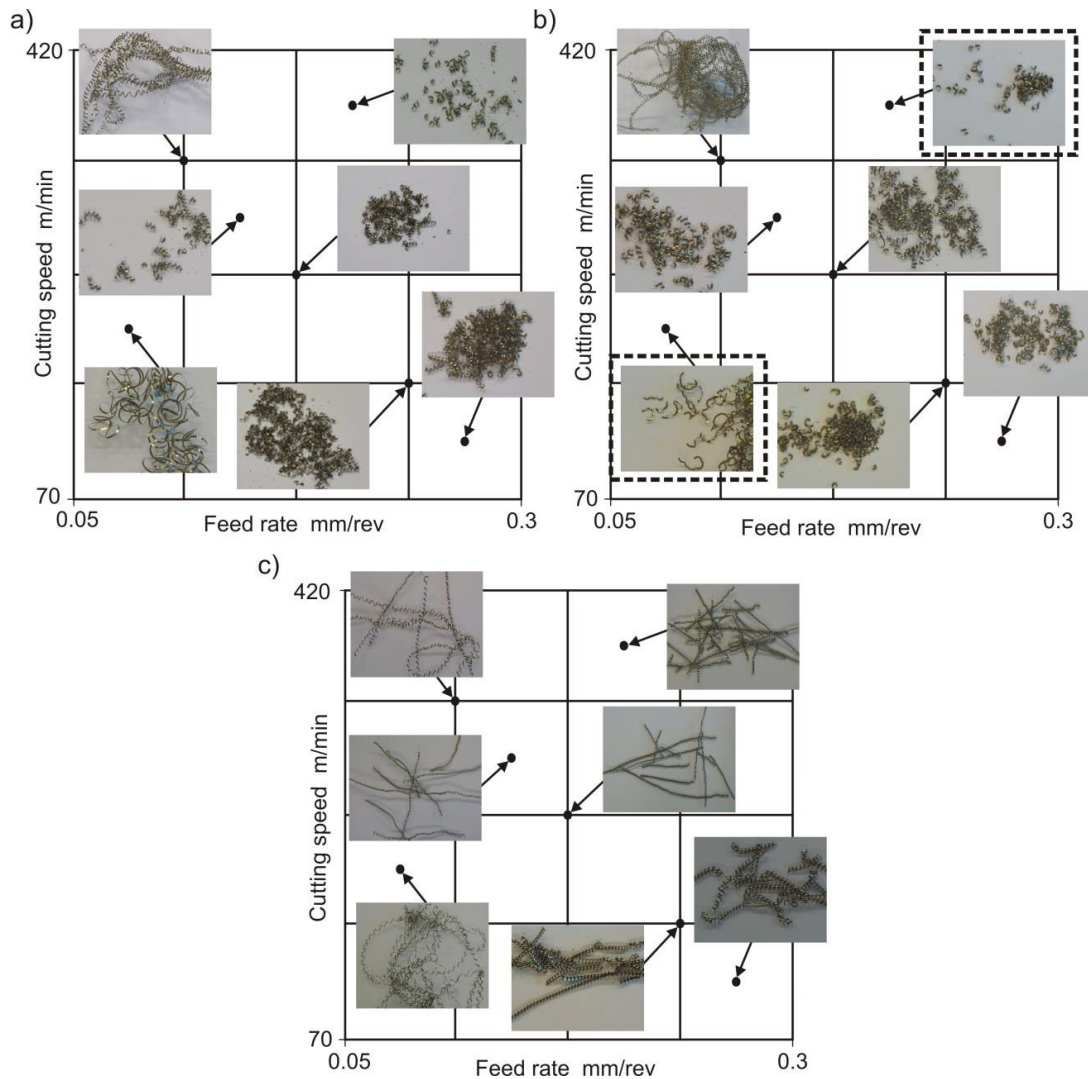 a)
420
Cutting speed m/min
70
0.05
Feed rate mm/rev
0.3
b)
420
Cutting speed m/min
70
0.05
Feed rate mm/rev
0.3
c)
420
Cutting speed m/min
70
0.05
Feed rate mm/rev
0.3